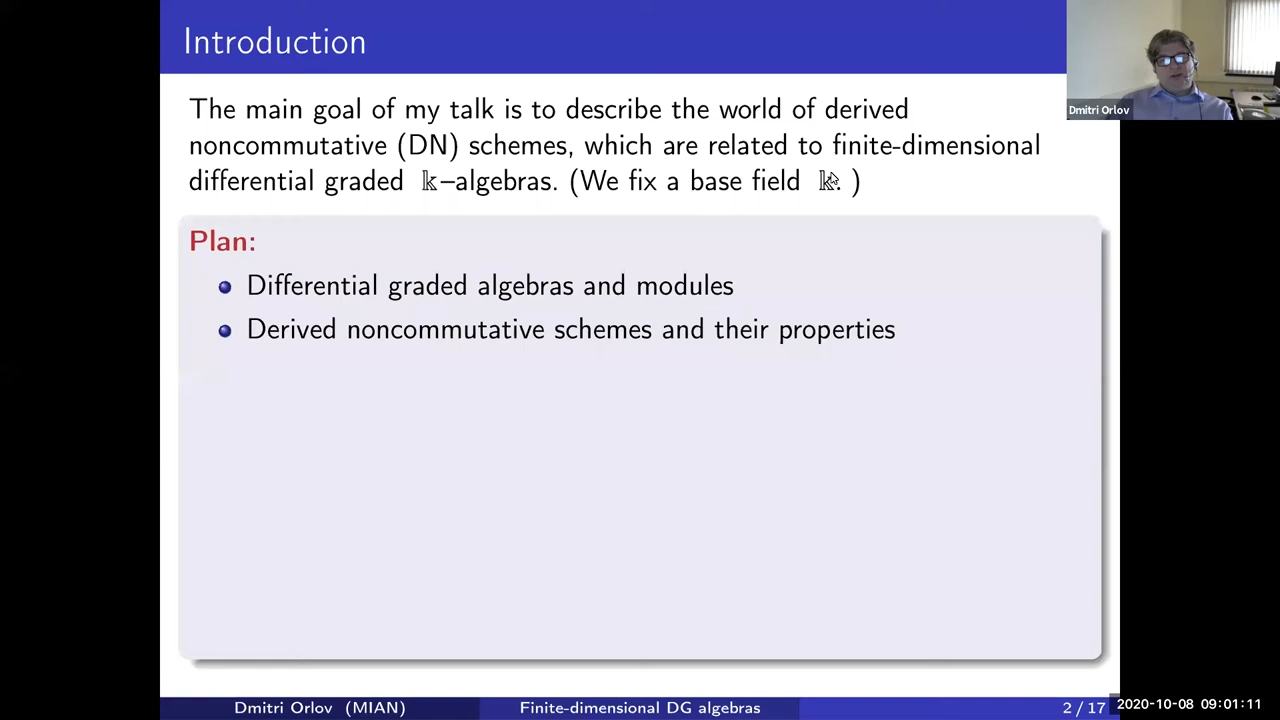 Introduction
Dmitri Orlov
The main goal of my talk is to describe the world of derived
noncommutative (DN) schemes, which are related to finite-dimensional
differential graded 𝕜–algebras. (We fix a base field 𝕜. )
Plan:
Differential graded algebras and modules
Derived noncommutative schemes and their properties
Dmitri Orlov (MIAN) Finite-dimensional DG algebras 2 / 17
2020-10-08 09:01:11